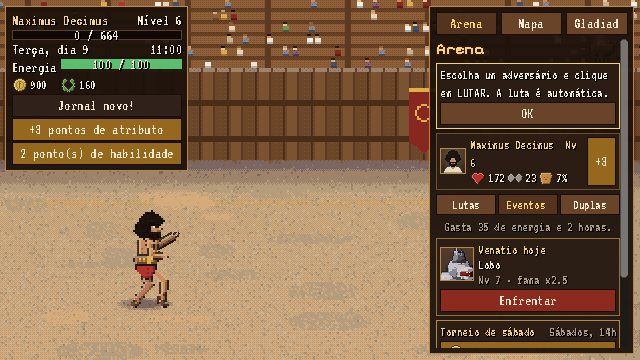 Maximus Decimus Nível 6
0 / 664
Terça, dia 9 11:00
Energia 100 / 100
900 160
Jornal novo!
+3 pontos de atributo
2 ponto(s) de habilidade
Arena Mapa Gladiad
Arena
Escolha um adversário e clique
em LUTAR. A luta é automática.
OK
Maximus Decimus Nv
6
172 23 7%
+3
Lutas Eventos Duplas
Gasta 35 de energia e 2 horas.
Venatio hoje
Lobo
Nv 7 · fama x2.5
Enfrentar
Torneio de sábado Sábados, 14h